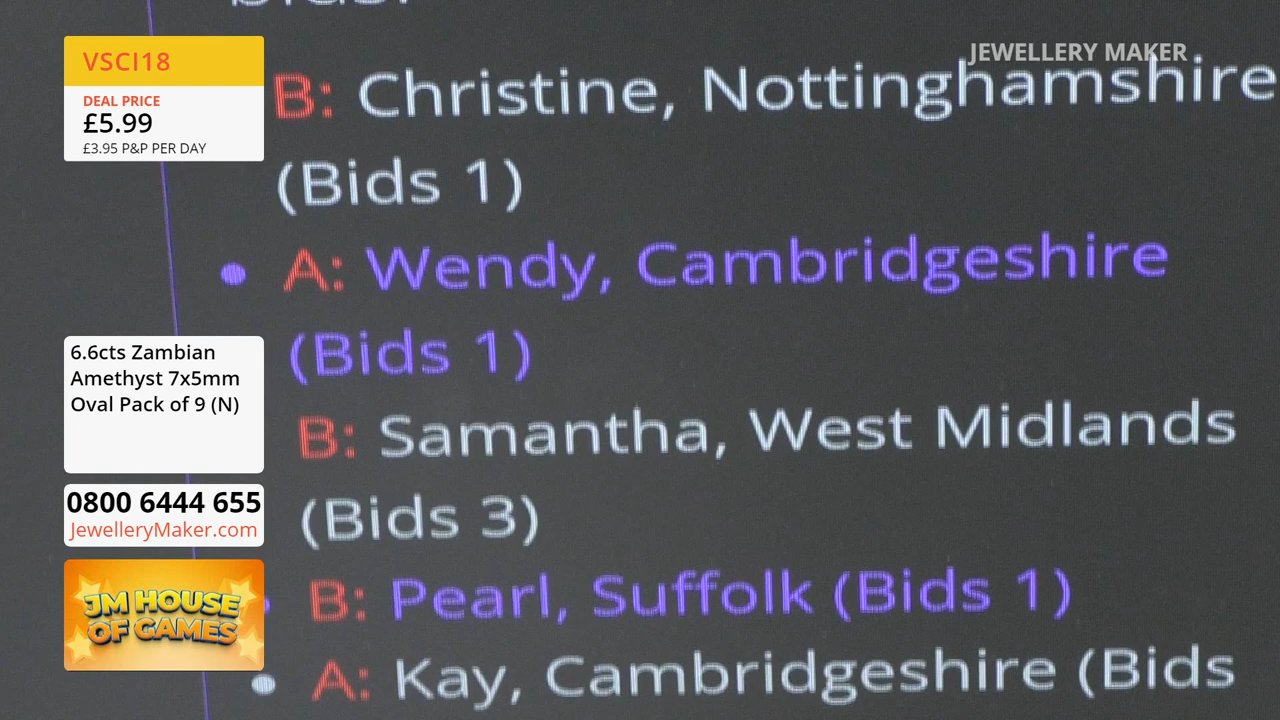 VSCI18
DEAL PRICE
£5.99
£3.95 P&P PER DAY
6.6cts Zambian
Amethyst 7x5mm
Oval Pack of 9 (N)
0800 6444 655
JewelleryMaker.com
JM HOUSE
OF GAMES
JEWELLERY MAKER
B: Christine, Nottinghamshire
(Bids 1)
• A: Wendy, Cambridgeshire
(Bids 1)
B: Samantha, West Midlands
(Bids 3)
B: Pearl, Suffolk (Bids 1)
• A: Kay, Cambridgeshire (Bids